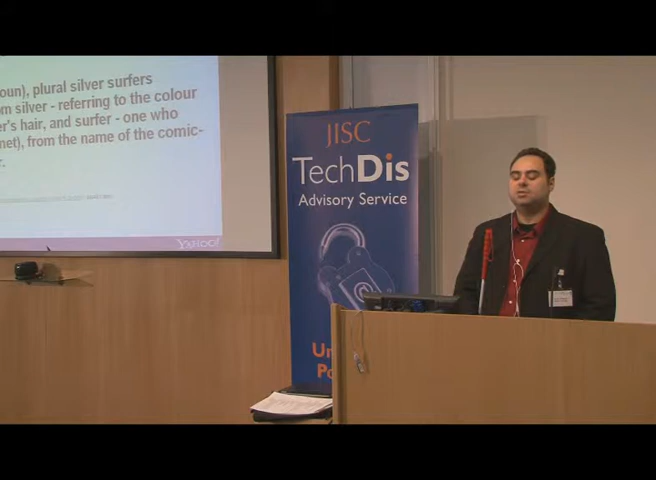 oun), plural silver surfers
m silver - referring to the colour
r's hair, and surfer - one who
net), from the name of the comic-
YAHOO!
JISC
TechDis
Advisory Service